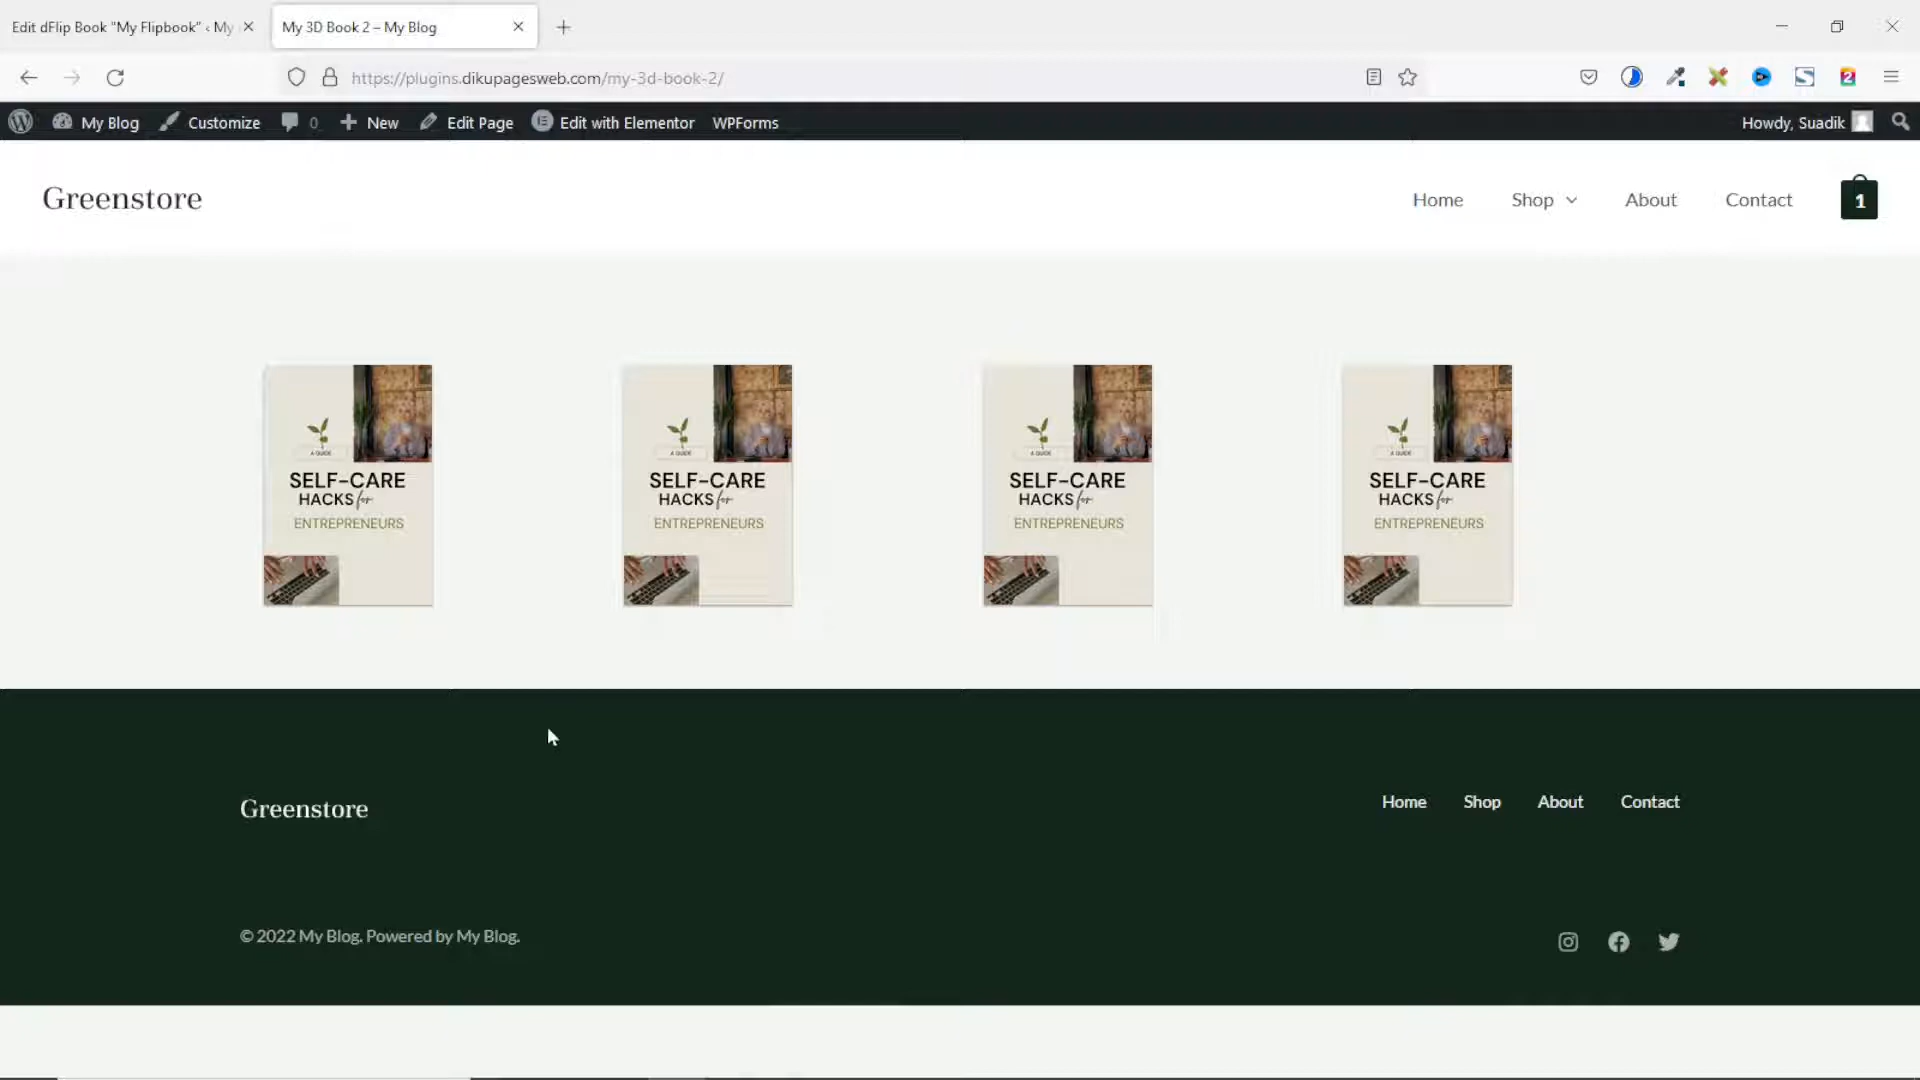 Edit dFlip Book “My Flipbook” ‹ My
My 3D Book 2 – My Blog
https://plugins.dikupagesweb.com/my-3d-book-2/
2
My Blog
Customize
0
New
Edit Page
Edit with Elementor
WPForms
Howdy, Suadik
Greenstore
Home
Shop
About
Contact
1
A GUIDE
SELF-CARE
HACKS for
ENTREPRENEURS
A GUIDE
SELF-CARE
HACKS for
ENTREPRENEURS
A GUIDE
SELF-CARE
HACKS for
ENTREPRENEURS
A GUIDE
SELF-CARE
HACKS for
ENTREPRENEURS
Greenstore
Home
Shop
About
Contact
© 2022 My Blog. Powered by My Blog.